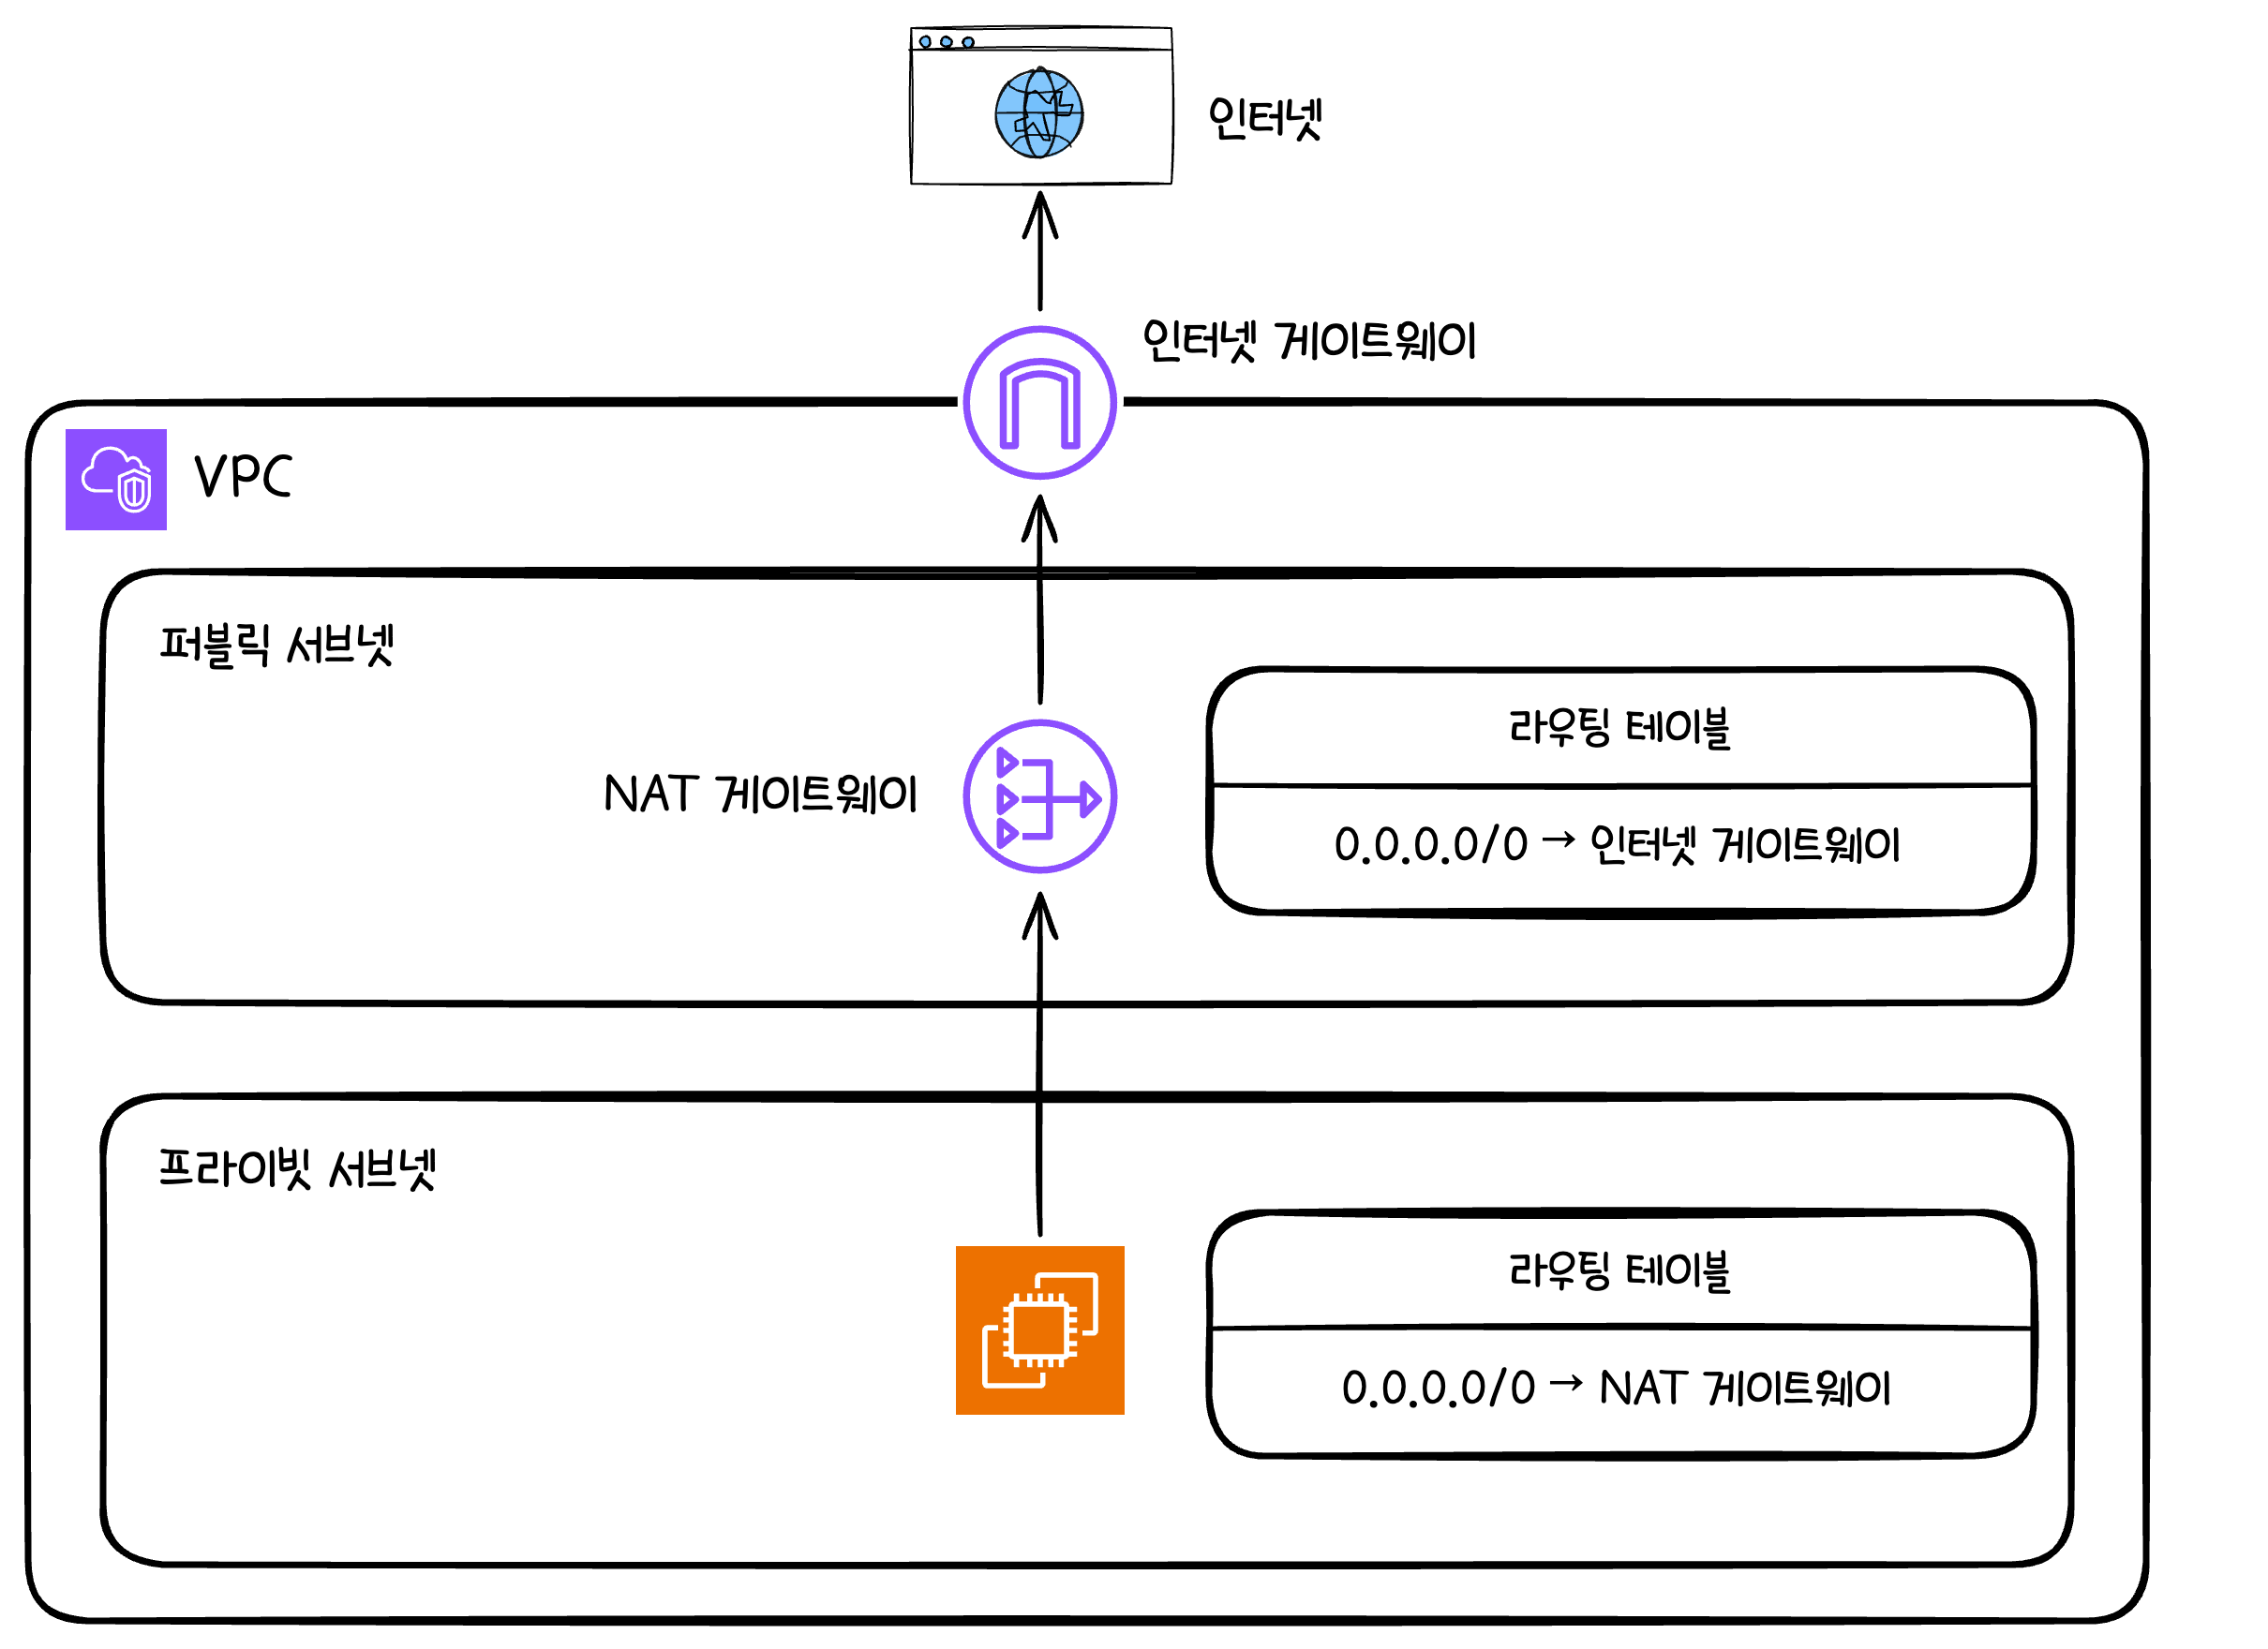 인터넷
인터넷 게이트웨이
VPC
퍼블릭 서브넷
라우팅 테이블
NAT 게이트웨이
0.0.0.0/0 → 인터넷 게이트웨이
프라이빗 서브넷
라우팅 테이블
0.0.0.0/0 → NAT 게이트웨이